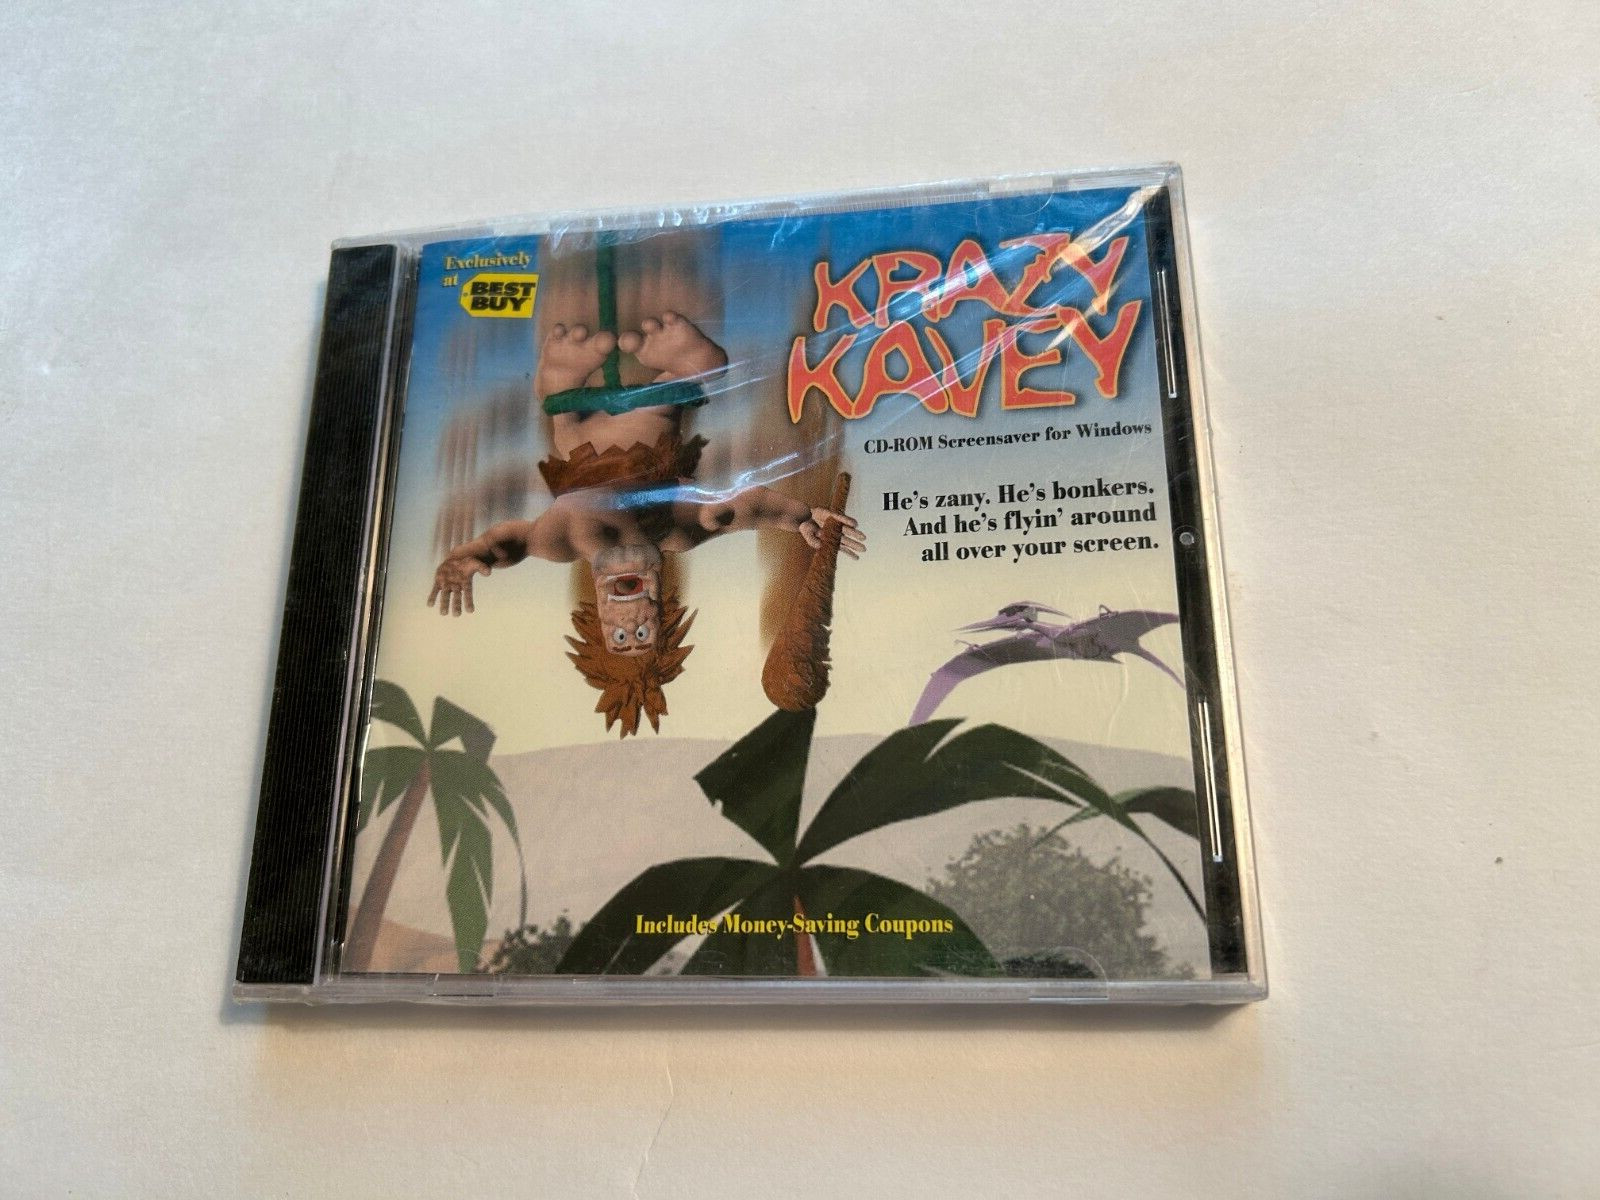 Exclusively
at
BEST
BUY
KRAZY
KAVEY
CD-ROM Screensaver for Windows
He's zany. He's bonkers.
And he's flyin' around
all over your screen.
Includes Money-Saving Coupons